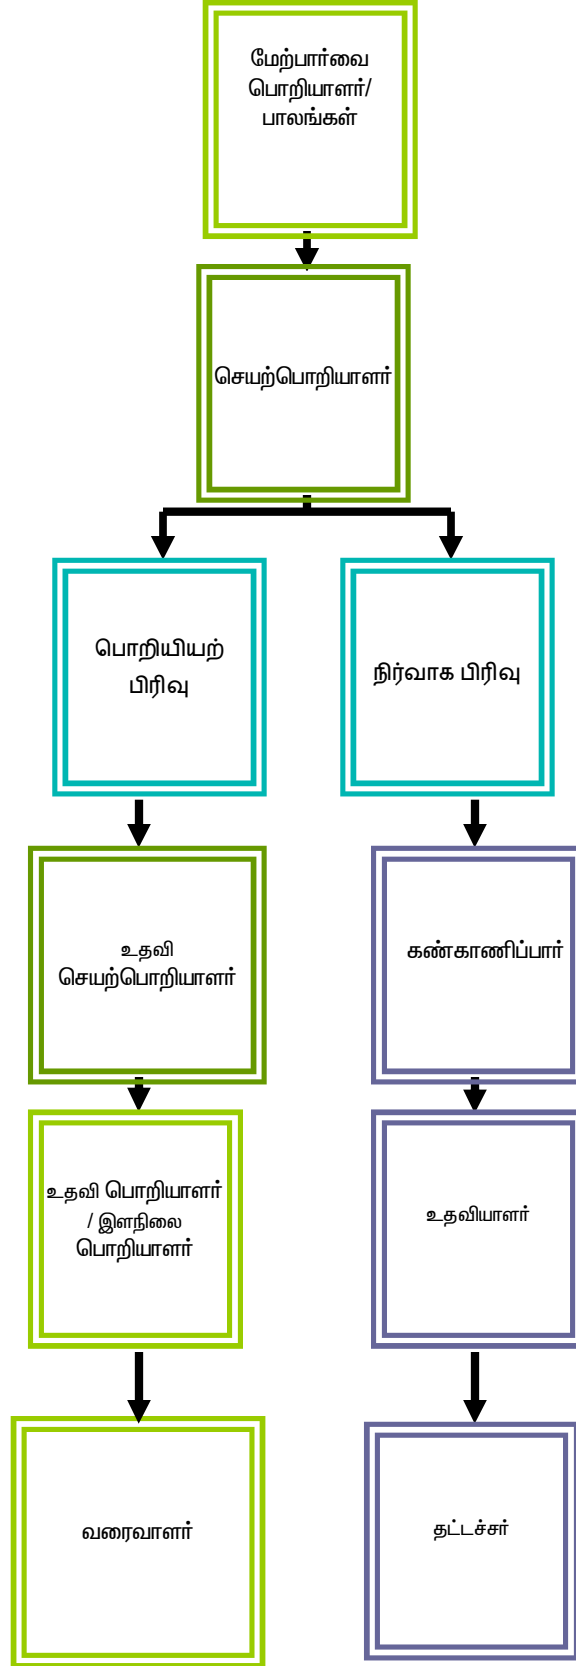 மேற்பார்வை
பொறியாளர்/
பாலங்கள்
செயற்பொறியாளர்
பொறியியற்
பிரிவு
நிர்வாக பிரிவு
உதவி
செயற்பொறியாளர்
கண்காணிப்பார்
உதவி பொறியாளர்
/ இளநிலை
பொறியாளர்
உதவியாளர்
வரைவாளர்
தட்டச்சர்